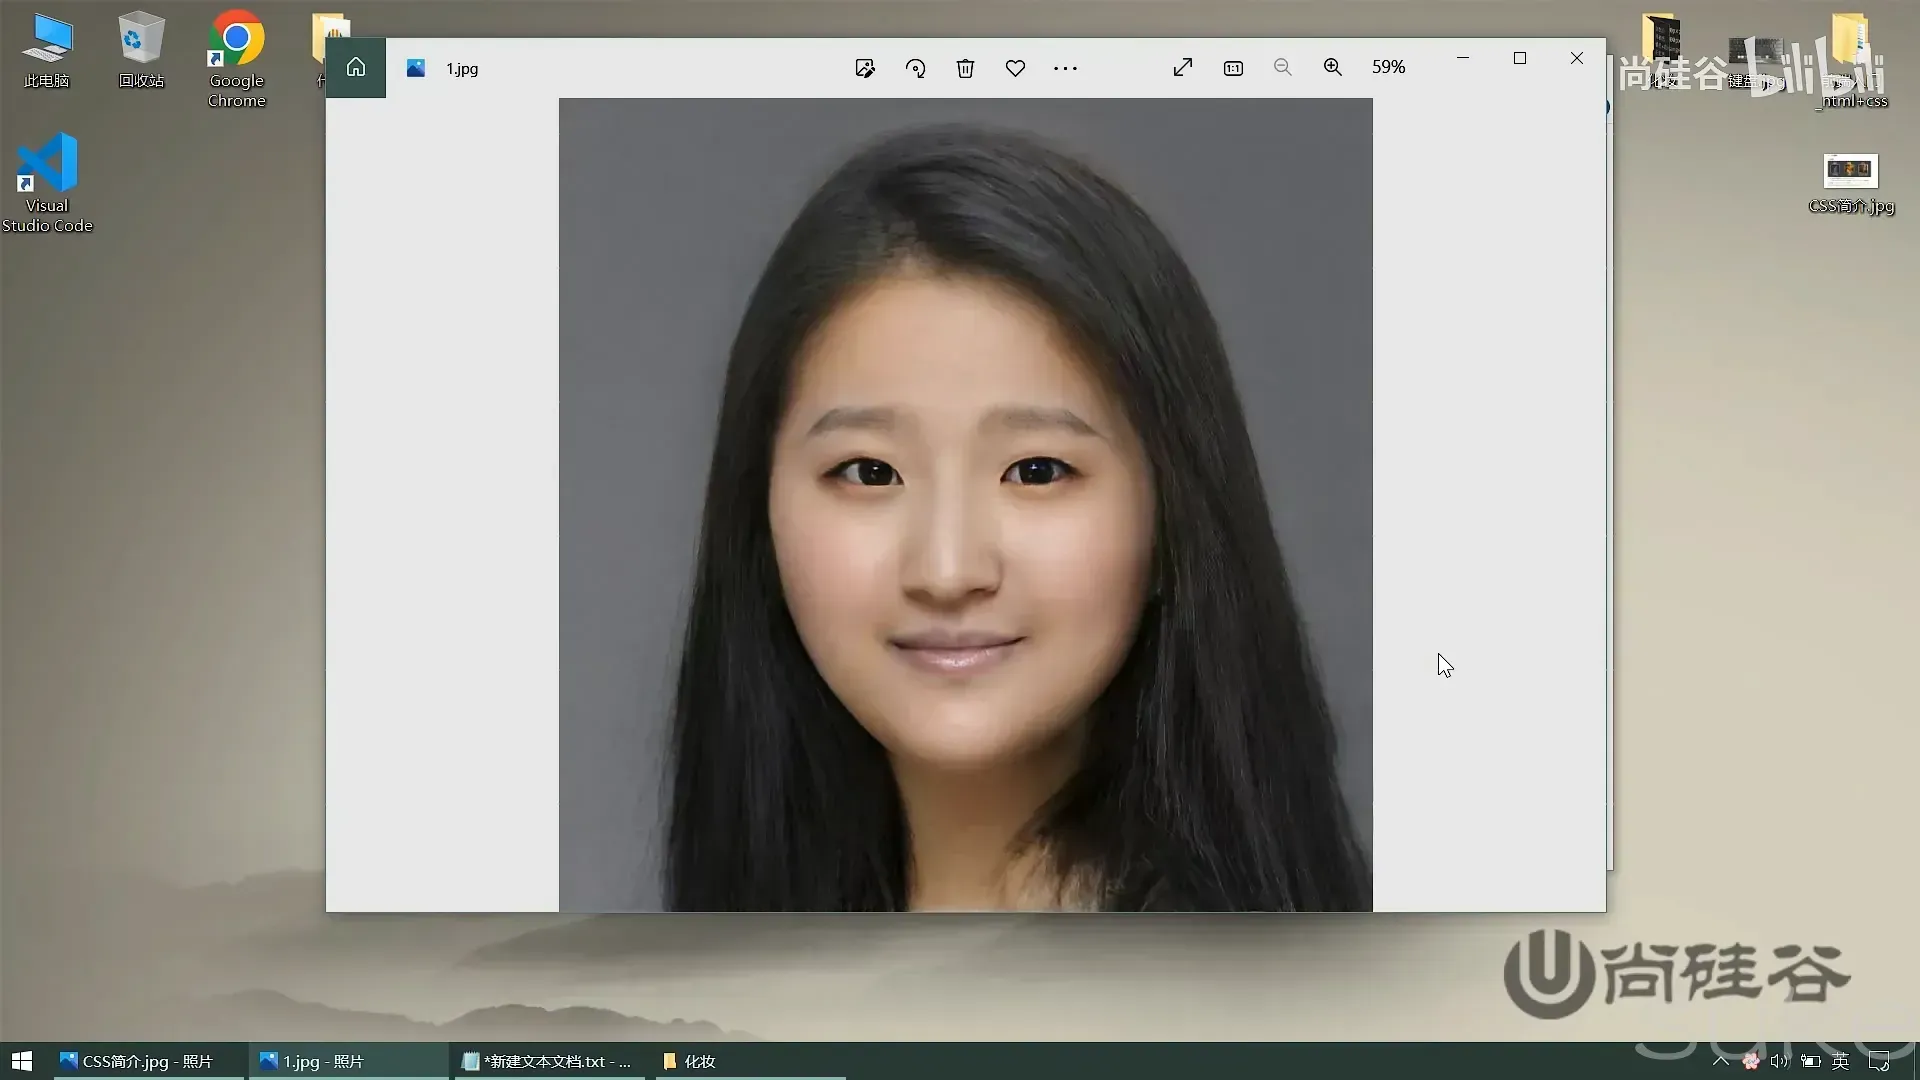 此电脑
回收站
Google
Chrome
Visual
Studio Code
1.jpg
59%
尚硅谷
bilibili
键盘.jpg
_html+css
CSS简介.jpg
尚硅谷
CSS简介.jpg - 照片
1.jpg - 照片
*新建文本文档.txt - ...
化妆
英